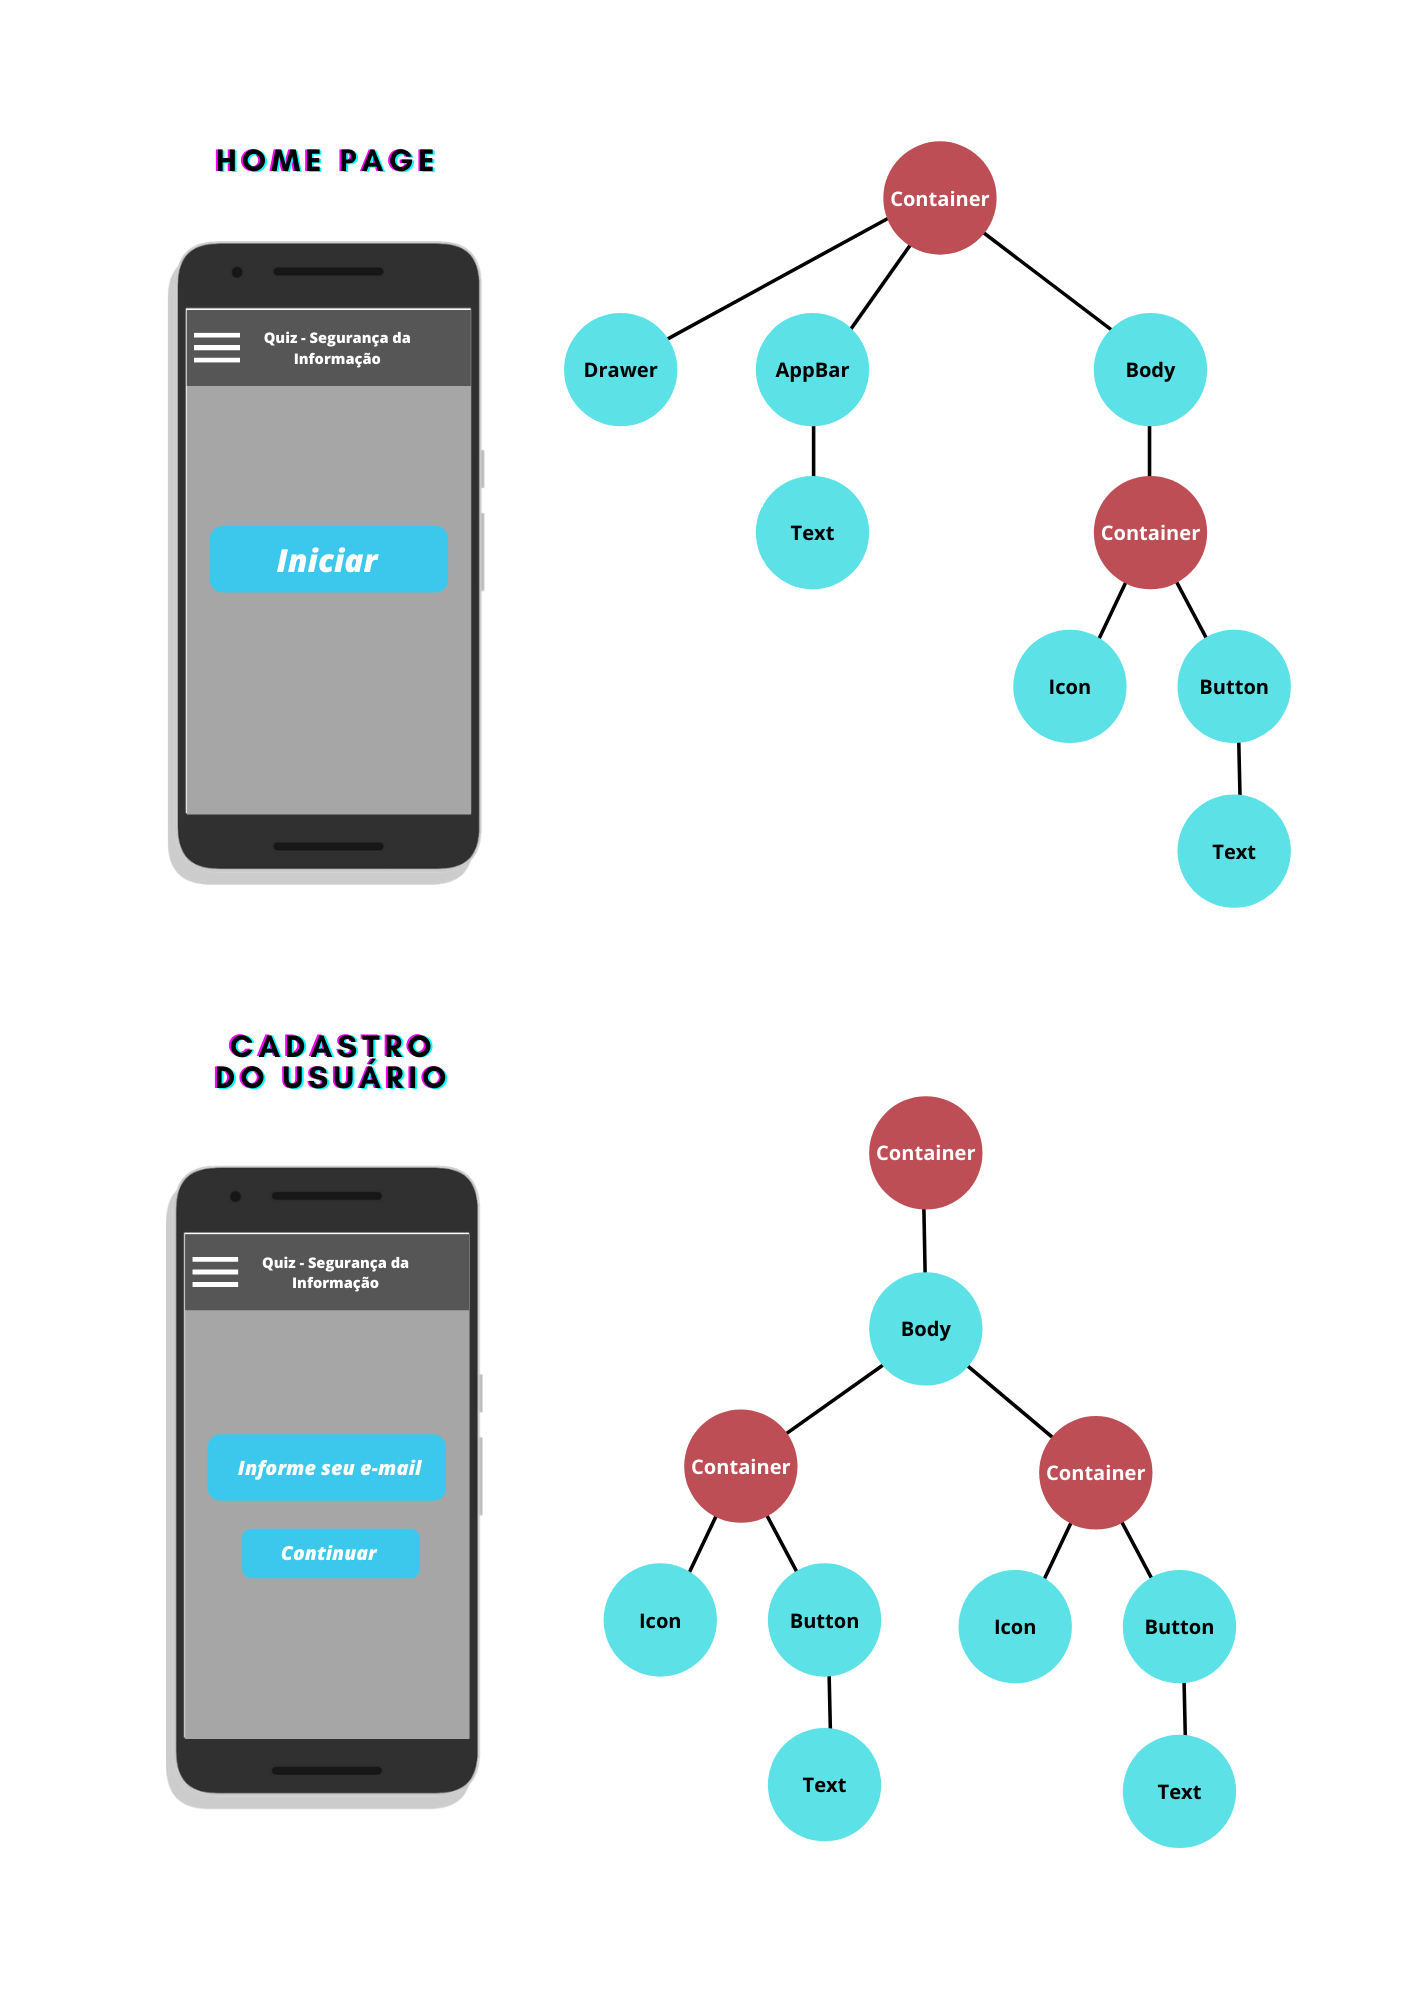 HOME PAGE
Container
Quiz - Segurança da
Informação
Drawer
AppBar
Body
Text
Container
Iniciar
Icon
Button
Text
CADASTRO
DO USUÁRIO
Container
Quiz - Segurança da
Informação
Body
Informe seu e-mail
Continuar
Container
Container
Icon
Button
Icon
Button
Text
Text